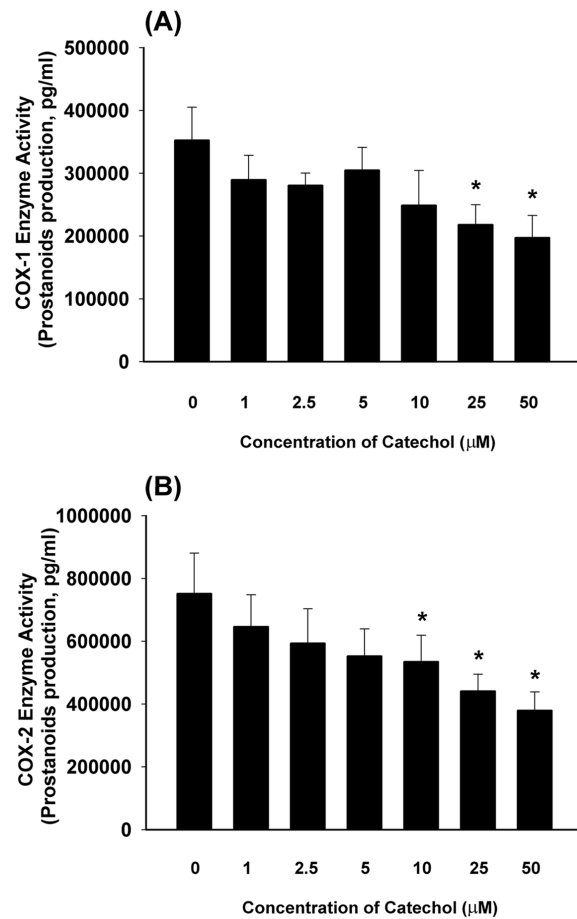 (A)
COX-1 Enzyme Activity
(Prostanoids production, pg/ml)
500000
400000
300000
200000
100000
0
*
*
0 1 2.5 5 10 25 50
Concentration of Catechol (μM)
(B)
COX-2 Enzyme Activity
(Prostanoids production, pg/ml)
1000000
800000
600000
400000
200000
0
*
*
*
0 1 2.5 5 10 25 50
Concentration of Catechol (μM)